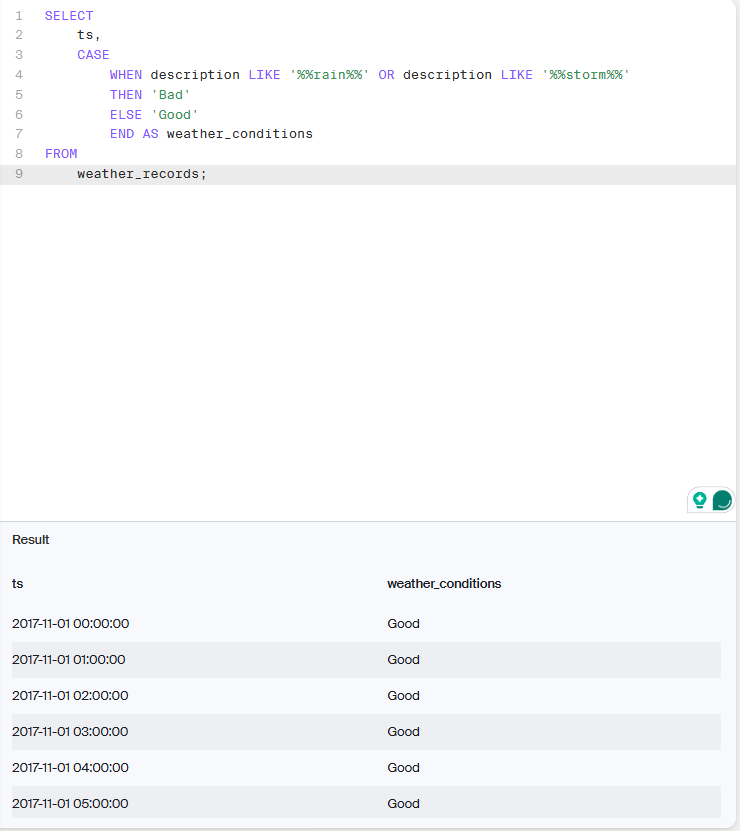 1 SELECT
2 ts,
3 CASE
4 WHEN description LIKE '%%rain%%' OR description LIKE '%%storm%%'
5 THEN 'Bad'
6 ELSE 'Good'
7 END AS weather_conditions
8 FROM
9 weather_records;
Result
ts weather_conditions
2017-11-01 00:00:00 Good
2017-11-01 01:00:00 Good
2017-11-01 02:00:00 Good
2017-11-01 03:00:00 Good
2017-11-01 04:00:00 Good
2017-11-01 05:00:00 Good